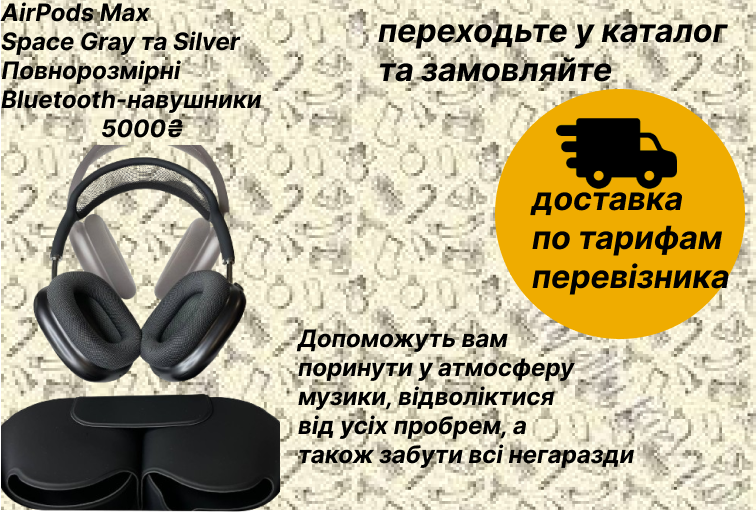 AirPods Max
Space Gray та Silver
Повнорозмірні
Bluetooth-навушники
5000₴
переходьте у каталог
та замовляйте
доставка
по тарифам
перевізника
Допоможуть вам
поринути у атмосферу
музики, відволіктися
від усіх пробрем, а
також забути всі негаразди